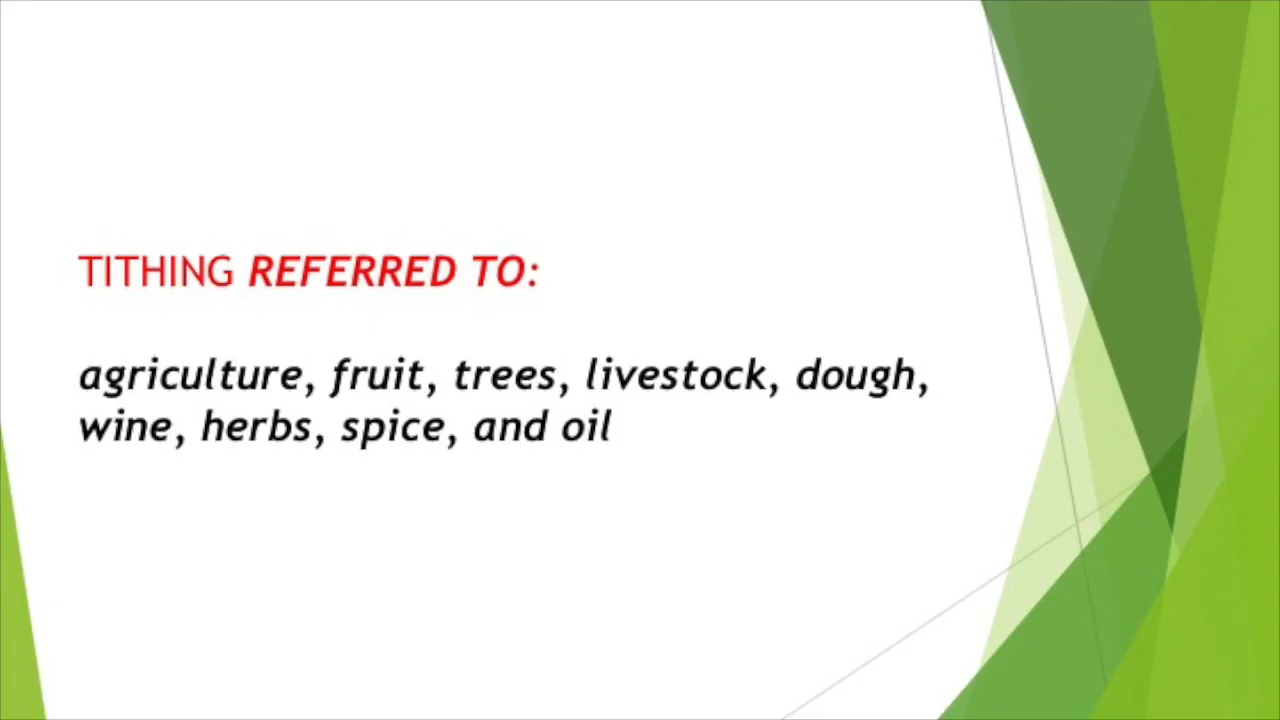 TITHING REFERRED TO:
agriculture, fruit, trees, livestock, dough,
wine, herbs, spice, and oil